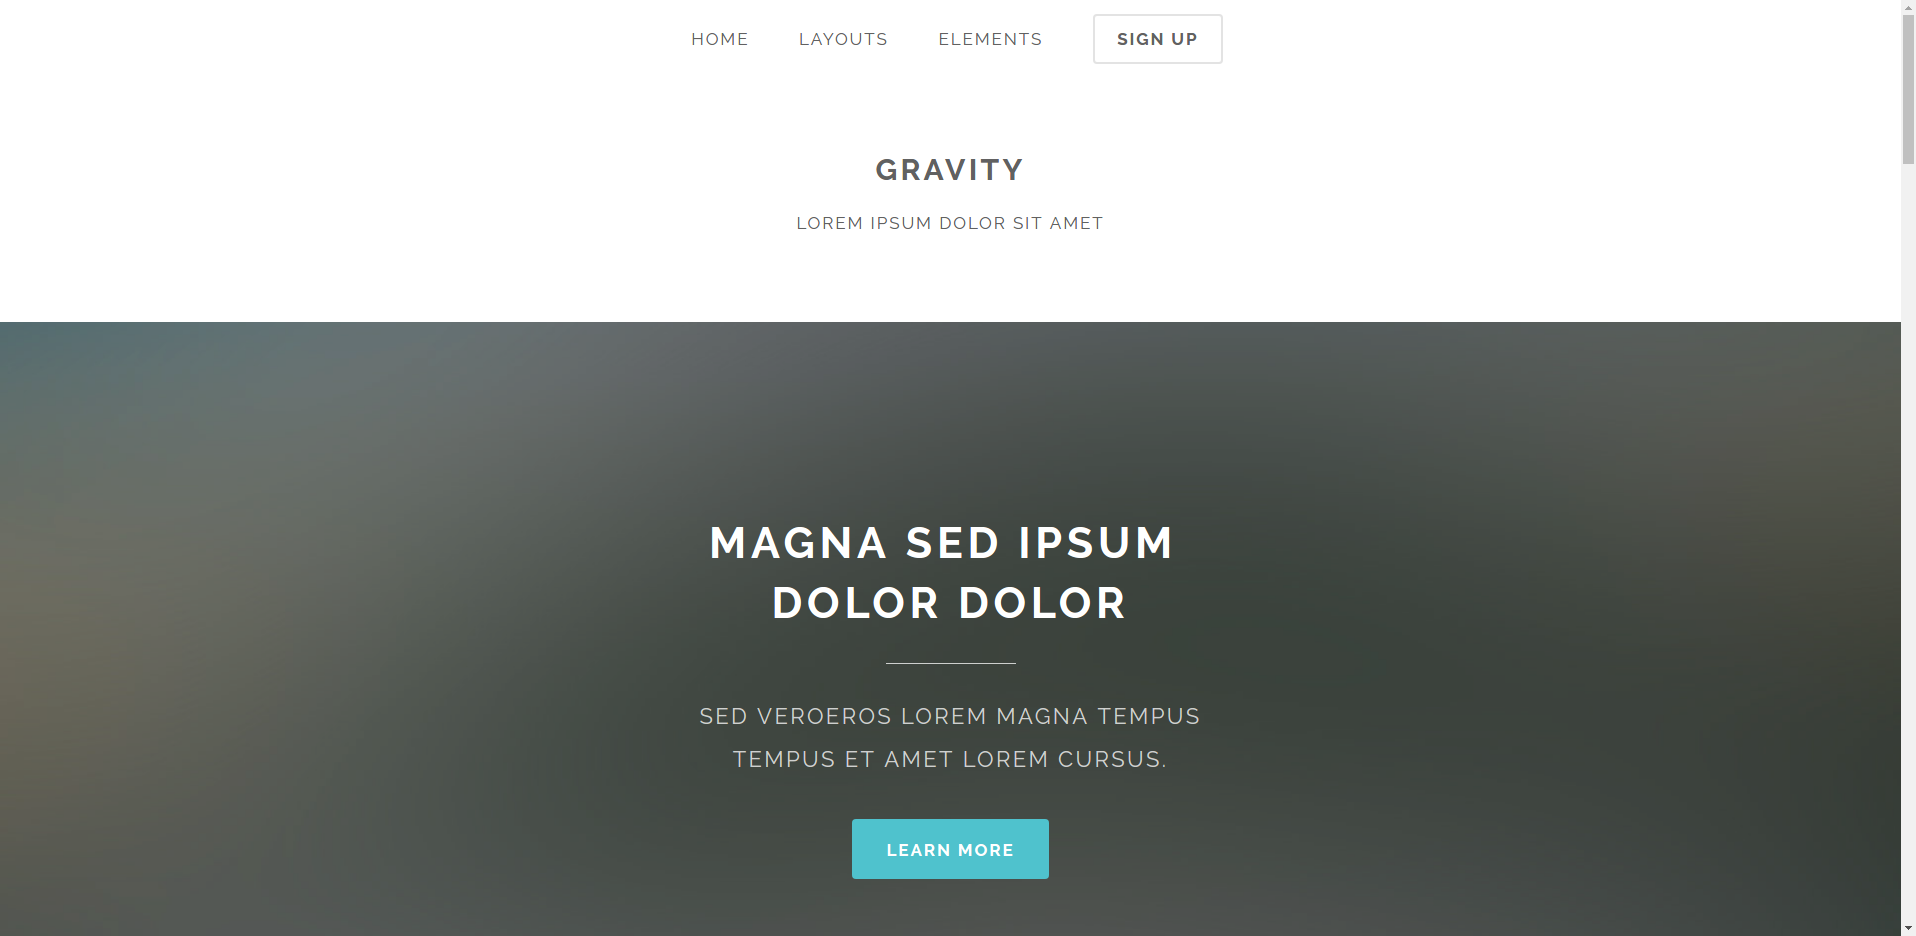 HOME LAYOUTS ELEMENTS SIGN UP
GRAVITY
LOREM IPSUM DOLOR SIT AMET
MAGNA SED IPSUM
DOLOR DOLOR
SED VEROEROS LOREM MAGNA TEMPUS
TEMPUS ET AMET LOREM CURSUS.
LEARN MORE